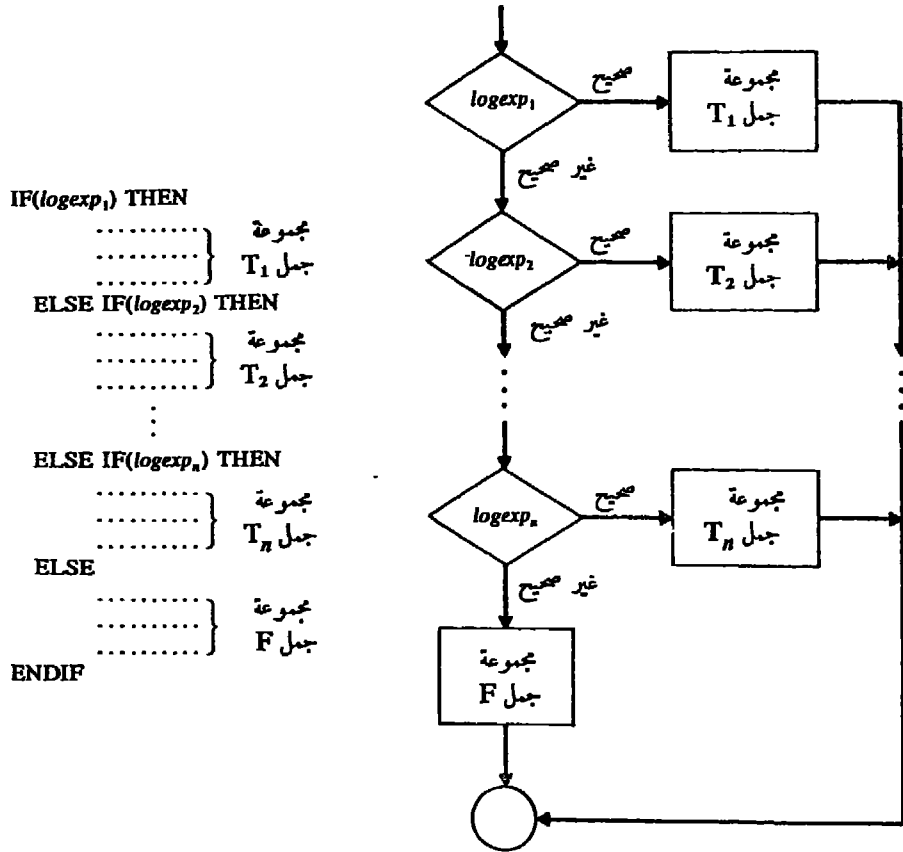 IF(logexp₁) THEN
.......... } مجموعة
.......... جمل T₁
..........
ELSE IF(logexp₂) THEN
.......... } مجموعة
.......... جمل T₂
..........
⋮
ELSE IF(logexpₙ) THEN
.......... } مجموعة
.......... جمل Tₙ
..........
ELSE
.......... } مجموعة
.......... جمل F
..........
ENDIF
logexp₁
صحيح
مجموعة
جمل T₁
غير صحيح
logexp₂
صحيح
مجموعة
جمل T₂
غير صحيح
logexpₙ
صحيح
مجموعة
جمل Tₙ
غير صحيح
مجموعة
جمل F